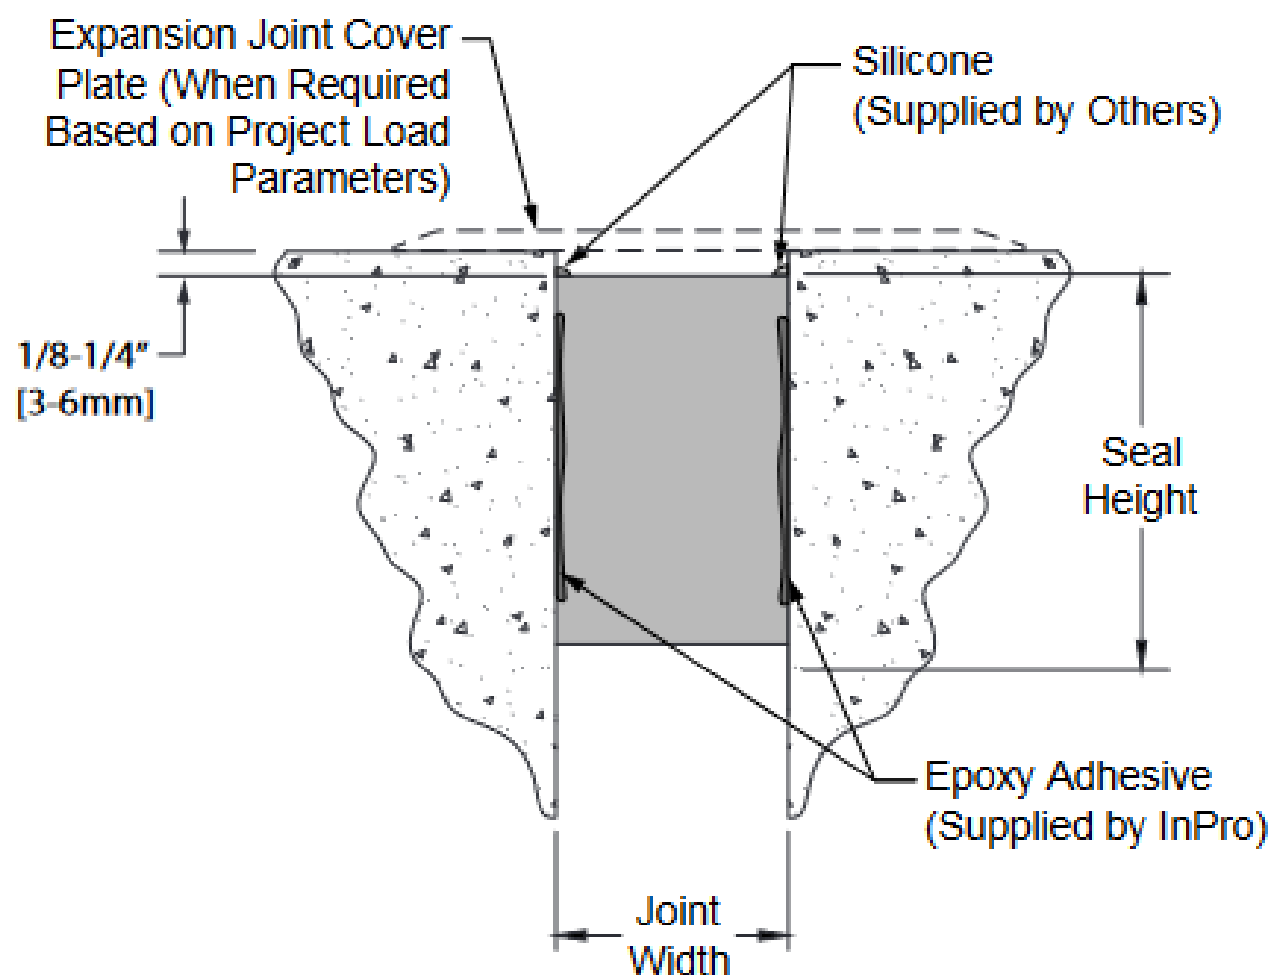 Expansion Joint Cover
Plate (When Required
Based on Project Load
Parameters)
Silicone
(Supplied by Others)
1/8-1/4"
[3-6mm]
Seal
Height
Epoxy Adhesive
(Supplied by InPro)
Joint
Width